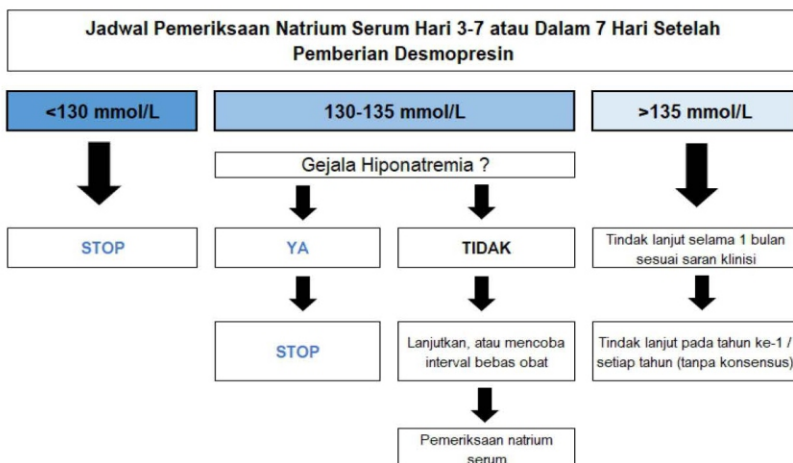 Jadwal Pemeriksaan Natrium Serum Hari 3-7 atau Dalam 7 Hari Setelah
Pemberian Desmopresin
<130 mmol/L
130-135 mmol/L
>135 mmol/L
Gejala Hiponatremia ?
STOP
YA
TIDAK
Tindak lanjut selama 1 bulan
sesuai saran klinisi
STOP
Lanjutkan, atau mencoba
interval bebas obat
Tindak lanjut pada tahun ke-1 /
setiap tahun (tanpa konsensus)
Pemeriksaan natrium
serum